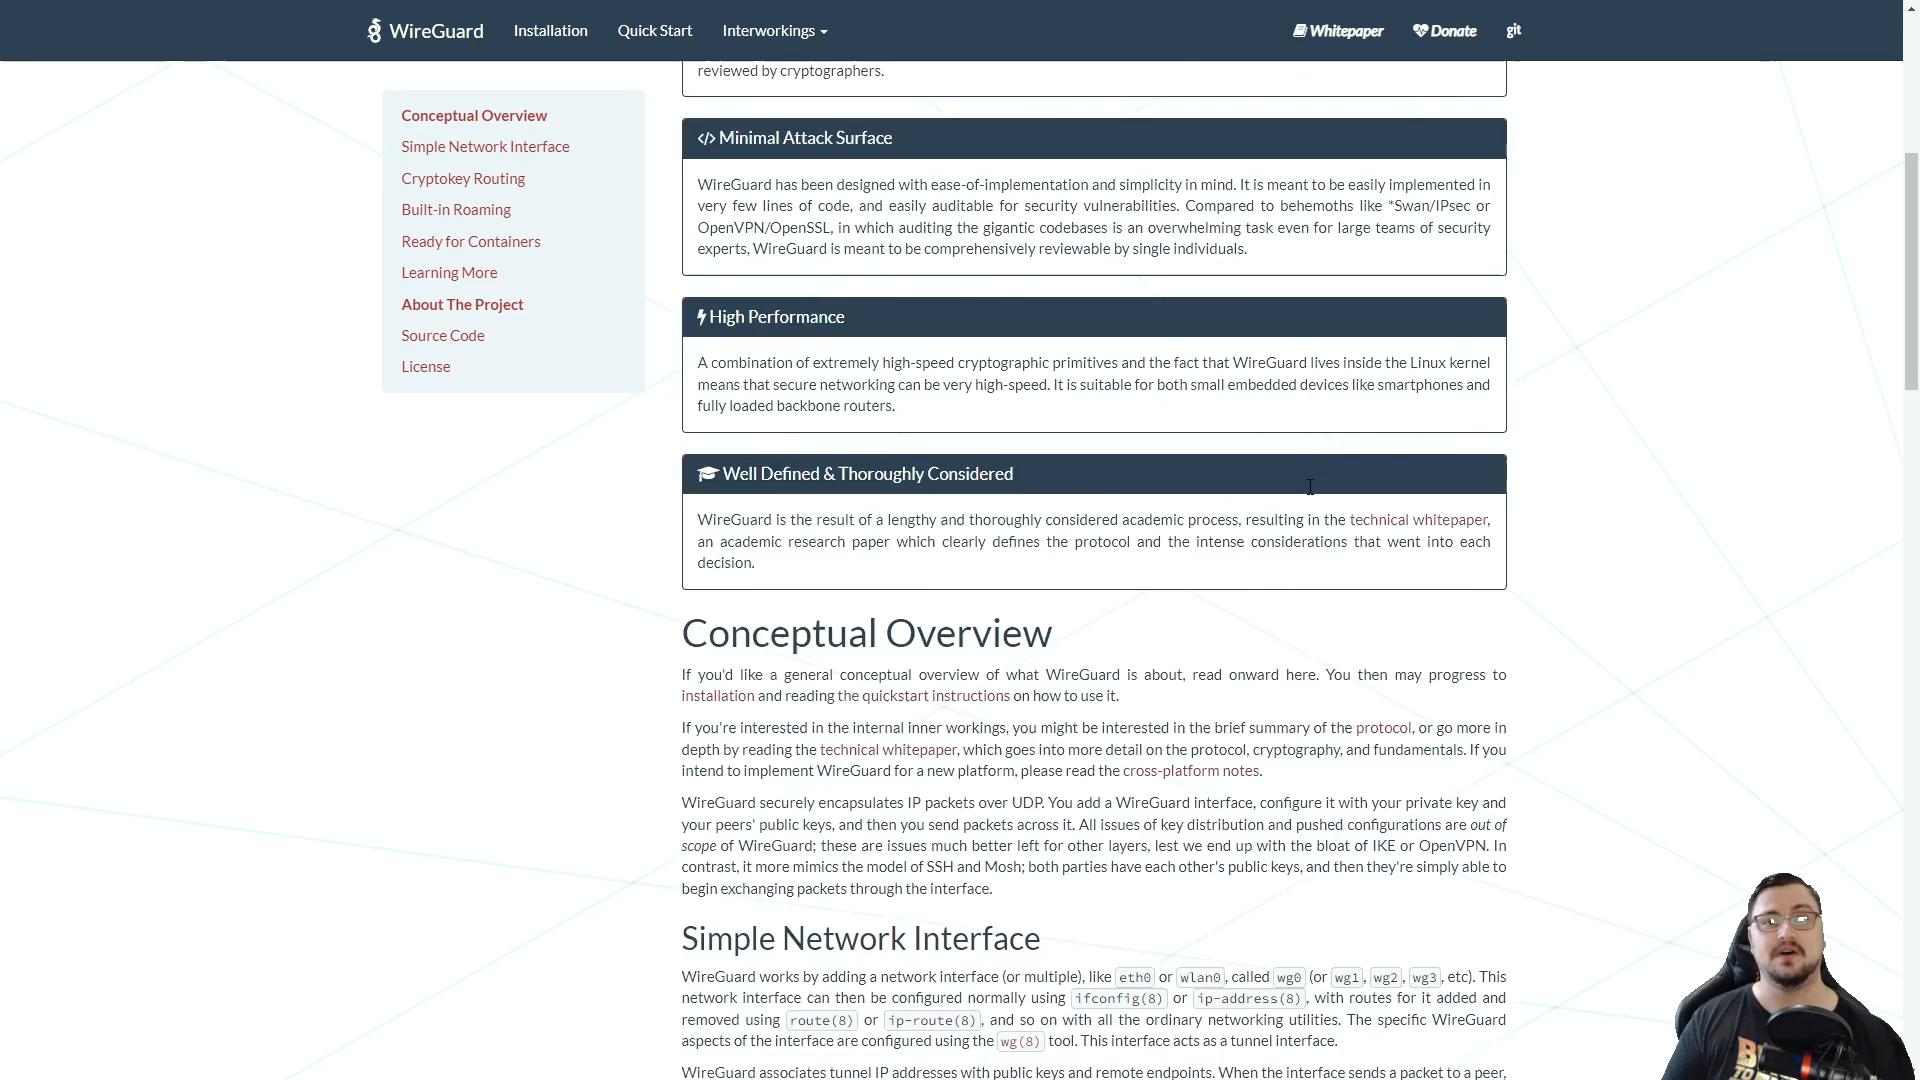 WireGuard Installation Quick Start Interworkings Whitepaper Donate git
Conceptual Overview
Simple Network Interface
Cryptokey Routing
Built-in Roaming
Ready for Containers
Learning More
About The Project
Source Code
License
reviewed by cryptographers.
</> Minimal Attack Surface
WireGuard has been designed with ease-of-implementation and simplicity in mind. It is meant to be easily implemented in
very few lines of code, and easily auditable for security vulnerabilities. Compared to behemoths like *Swan/IPsec or
OpenVPN/OpenSSL, in which auditing the gigantic codebases is an overwhelming task even for large teams of security
experts, WireGuard is meant to be comprehensively reviewable by single individuals.
High Performance
A combination of extremely high-speed cryptographic primitives and the fact that WireGuard lives inside the Linux kernel
means that secure networking can be very high-speed. It is suitable for both small embedded devices like smartphones and
fully loaded backbone routers.
Well Defined & Thoroughly Considered
WireGuard is the result of a lengthy and thoroughly considered academic process, resulting in the technical whitepaper,
an academic research paper which clearly defines the protocol and the intense considerations that went into each
decision.
Conceptual Overview
If you'd like a general conceptual overview of what WireGuard is about, read onward here. You then may progress to
installation and reading the quickstart instructions on how to use it.
If you're interested in the internal inner workings, you might be interested in the brief summary of the protocol, or go more in
depth by reading the technical whitepaper, which goes into more detail on the protocol, cryptography, and fundamentals. If you
intend to implement WireGuard for a new platform, please read the cross-platform notes.
WireGuard securely encapsulates IP packets over UDP. You add a WireGuard interface, configure it with your private key and
your peers' public keys, and then you send packets across it. All issues of key distribution and pushed configurations are out of
scope of WireGuard; these are issues much better left for other layers, lest we end up with the bloat of IKE or OpenVPN. In
contrast, it more mimics the model of SSH and Mosh; both parties have each other's public keys, and then they're simply able to
begin exchanging packets through the interface.
Simple Network Interface
WireGuard works by adding a network interface (or multiple), like eth0 or wlan0, called wg0 (or wg1, wg2, wg3, etc). This
network interface can then be configured normally using ifconfig(8) or ip-address(8), with routes for it added and
removed using route(8) or ip-route(8), and so on with all the ordinary networking utilities. The specific WireGuard
aspects of the interface are configured using the wg(8) tool. This interface acts as a tunnel interface.
WireGuard associates tunnel IP addresses with public keys and remote endpoints. When the interface sends a packet to a peer,